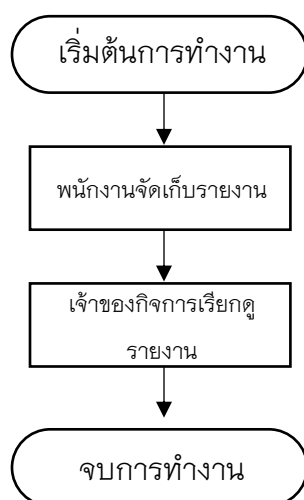 เริ่มต้นการทำงาน
พนักงานจัดเก็บรายงาน
เจ้าของกิจการเรียกดู
รายงาน
จบการทำงาน